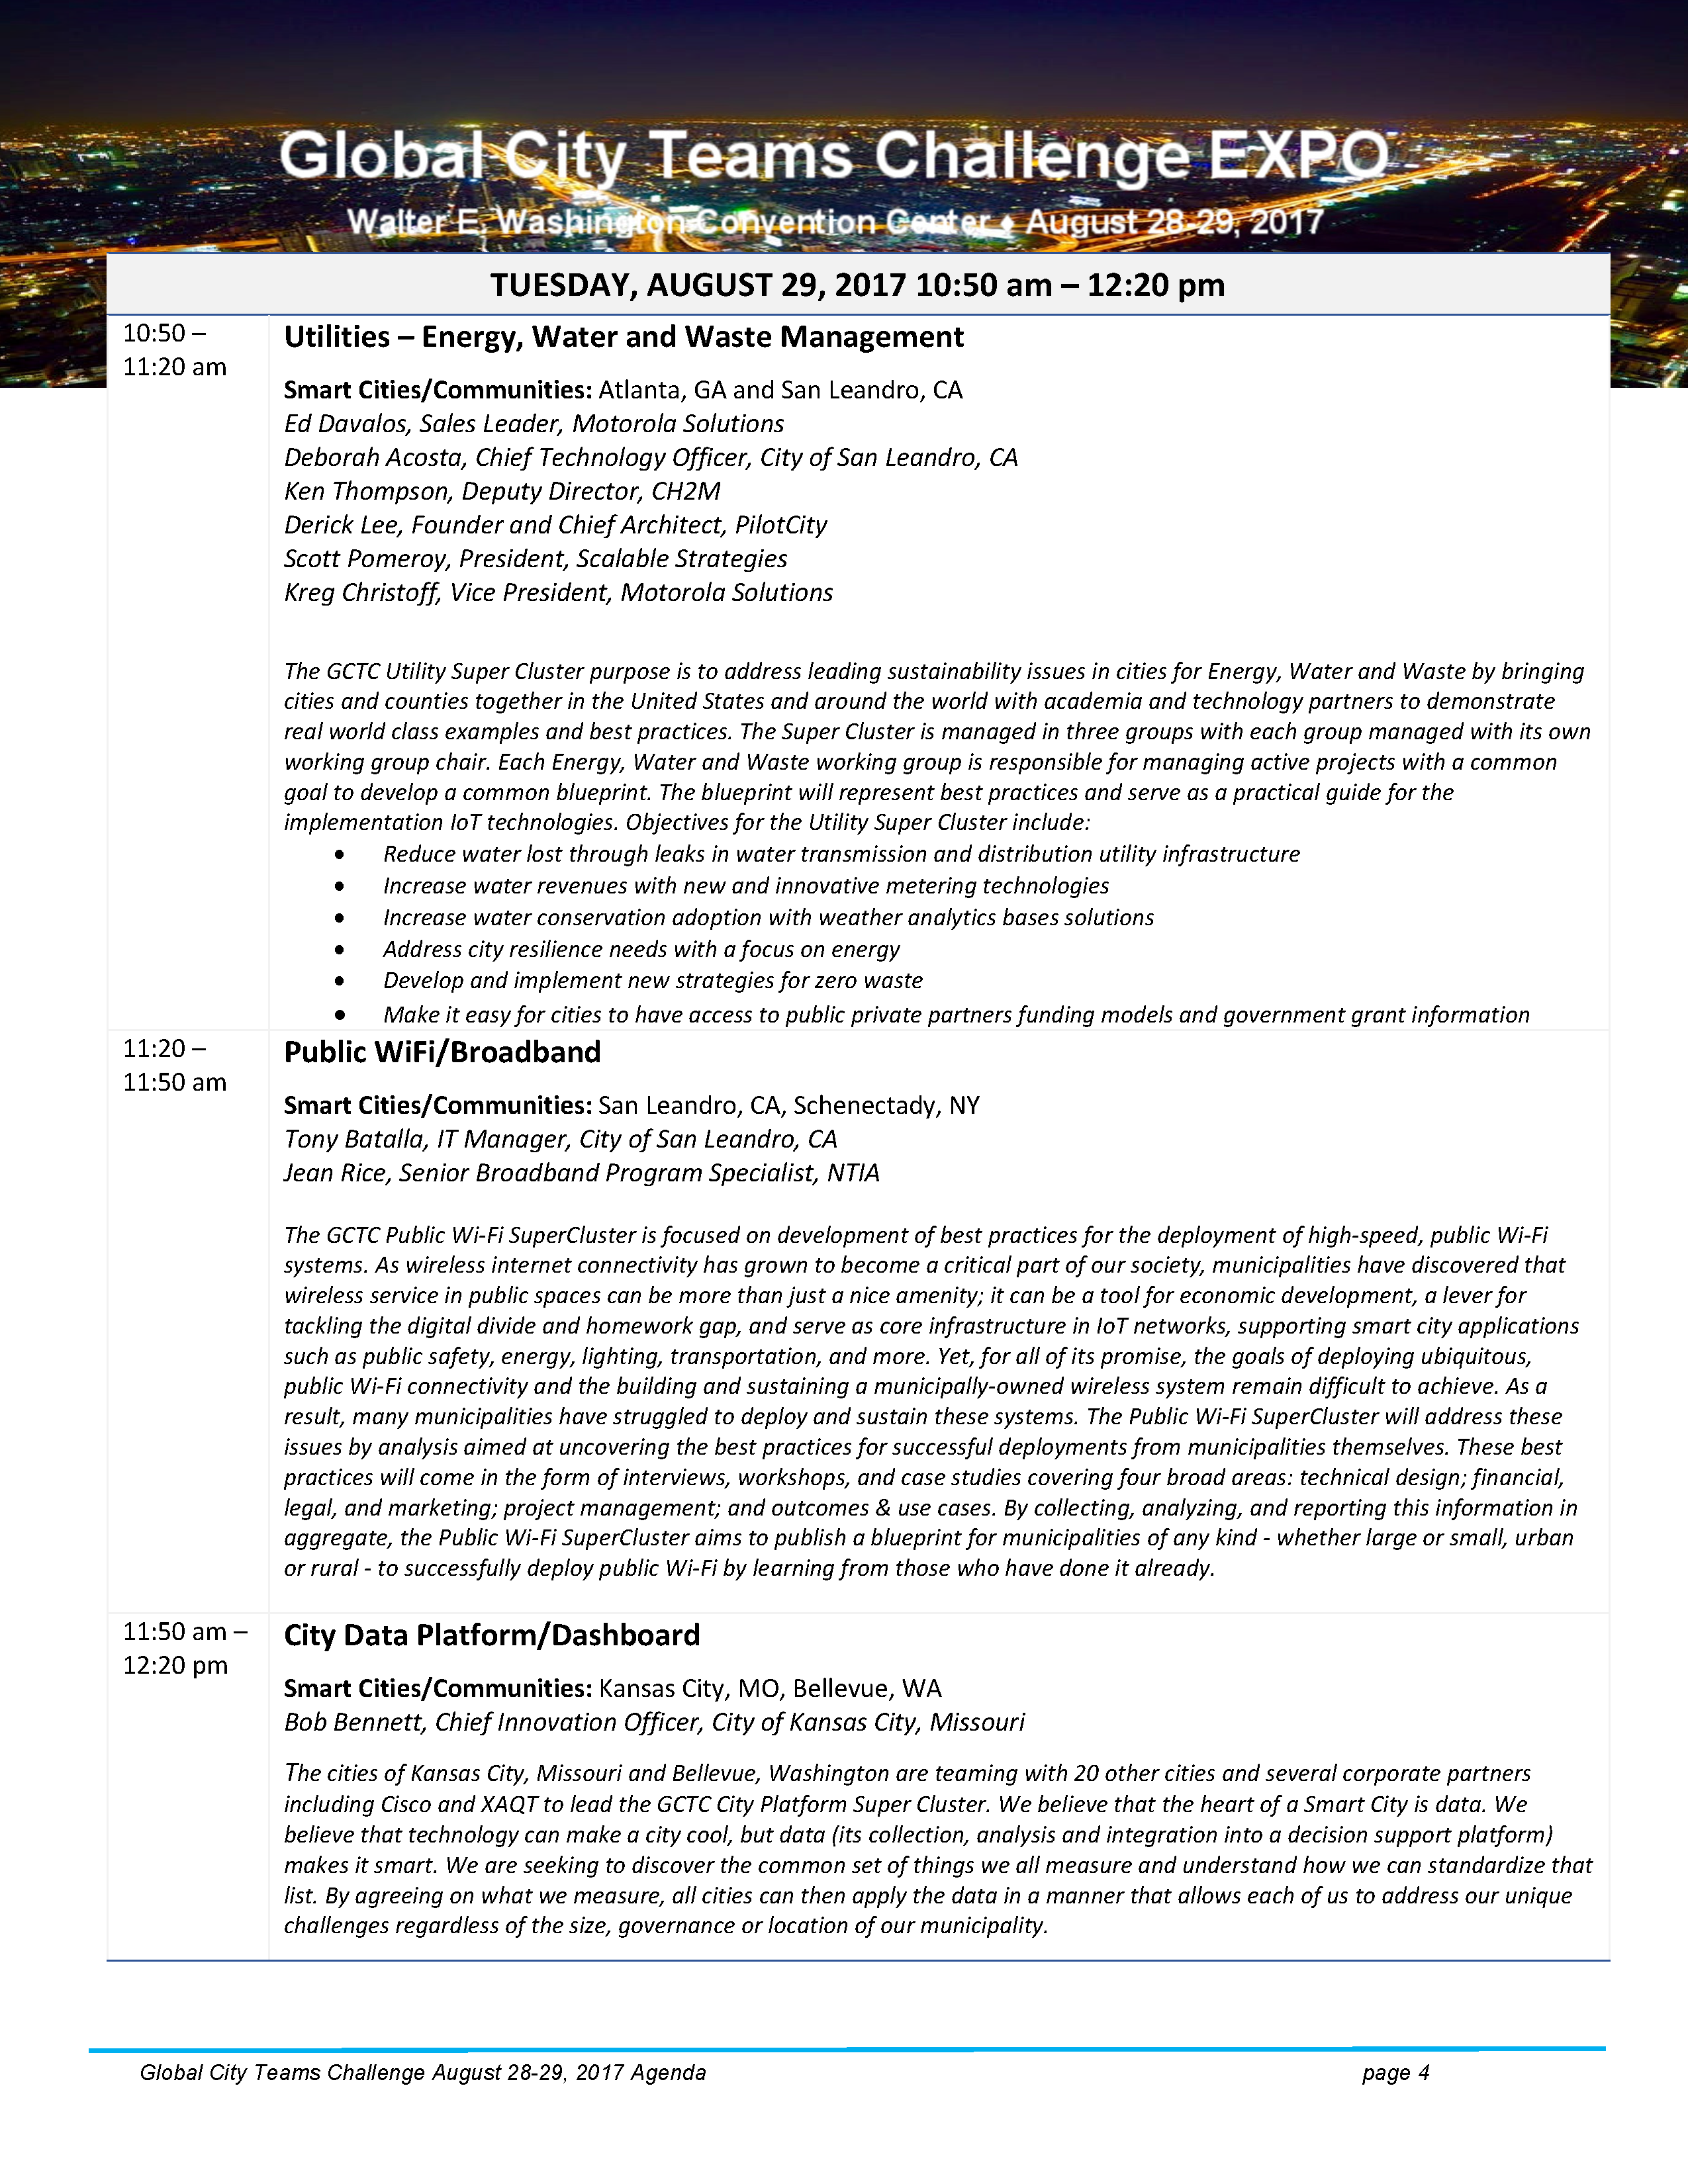 Global City Teams Challenge EXPO
Walter E. Washington Convention Center ♦ August 28-29, 2017
TUESDAY, AUGUST 29, 2017 10:50 am – 12:20 pm
10:50 –
11:20 am
Utilities – Energy, Water and Waste Management
Smart Cities/Communities: Atlanta, GA and San Leandro, CA
Ed Davalos, Sales Leader, Motorola Solutions
Deborah Acosta, Chief Technology Officer, City of San Leandro, CA
Ken Thompson, Deputy Director, CH2M
Derick Lee, Founder and Chief Architect, PilotCity
Scott Pomeroy, President, Scalable Strategies
Kreg Christoff, Vice President, Motorola Solutions
The GCTC Utility Super Cluster purpose is to address leading sustainability issues in cities for Energy, Water and Waste by bringing
cities and counties together in the United States and around the world with academia and technology partners to demonstrate
real world class examples and best practices. The Super Cluster is managed in three groups with each group managed with its own
working group chair. Each Energy, Water and Waste working group is responsible for managing active projects with a common
goal to develop a common blueprint. The blueprint will represent best practices and serve as a practical guide for the
implementation IoT technologies. Objectives for the Utility Super Cluster include:
• Reduce water lost through leaks in water transmission and distribution utility infrastructure
• Increase water revenues with new and innovative metering technologies
• Increase water conservation adoption with weather analytics bases solutions
• Address city resilience needs with a focus on energy
• Develop and implement new strategies for zero waste
• Make it easy for cities to have access to public private partners funding models and government grant information
11:20 –
11:50 am
Public WiFi/Broadband
Smart Cities/Communities: San Leandro, CA, Schenectady, NY
Tony Batalla, IT Manager, City of San Leandro, CA
Jean Rice, Senior Broadband Program Specialist, NTIA
The GCTC Public Wi-Fi SuperCluster is focused on development of best practices for the deployment of high-speed, public Wi-Fi
systems. As wireless internet connectivity has grown to become a critical part of our society, municipalities have discovered that
wireless service in public spaces can be more than just a nice amenity; it can be a tool for economic development, a lever for
tackling the digital divide and homework gap, and serve as core infrastructure in IoT networks, supporting smart city applications
such as public safety, energy, lighting, transportation, and more. Yet, for all of its promise, the goals of deploying ubiquitous,
public Wi-Fi connectivity and the building and sustaining a municipally-owned wireless system remain difficult to achieve. As a
result, many municipalities have struggled to deploy and sustain these systems. The Public Wi-Fi SuperCluster will address these
issues by analysis aimed at uncovering the best practices for successful deployments from municipalities themselves. These best
practices will come in the form of interviews, workshops, and case studies covering four broad areas: technical design; financial,
legal, and marketing; project management; and outcomes & use cases. By collecting, analyzing, and reporting this information in
aggregate, the Public Wi-Fi SuperCluster aims to publish a blueprint for municipalities of any kind - whether large or small, urban
or rural - to successfully deploy public Wi-Fi by learning from those who have done it already.
11:50 am –
12:20 pm
City Data Platform/Dashboard
Smart Cities/Communities: Kansas City, MO, Bellevue, WA
Bob Bennett, Chief Innovation Officer, City of Kansas City, Missouri
The cities of Kansas City, Missouri and Bellevue, Washington are teaming with 20 other cities and several corporate partners
including Cisco and XAQT to lead the GCTC City Platform Super Cluster. We believe that the heart of a Smart City is data. We
believe that technology can make a city cool, but data (its collection, analysis and integration into a decision support platform)
makes it smart. We are seeking to discover the common set of things we all measure and understand how we can standardize that
list. By agreeing on what we measure, all cities can then apply the data in a manner that allows each of us to address our unique
challenges regardless of the size, governance or location of our municipality.
Global City Teams Challenge August 28-29, 2017 Agenda page 4